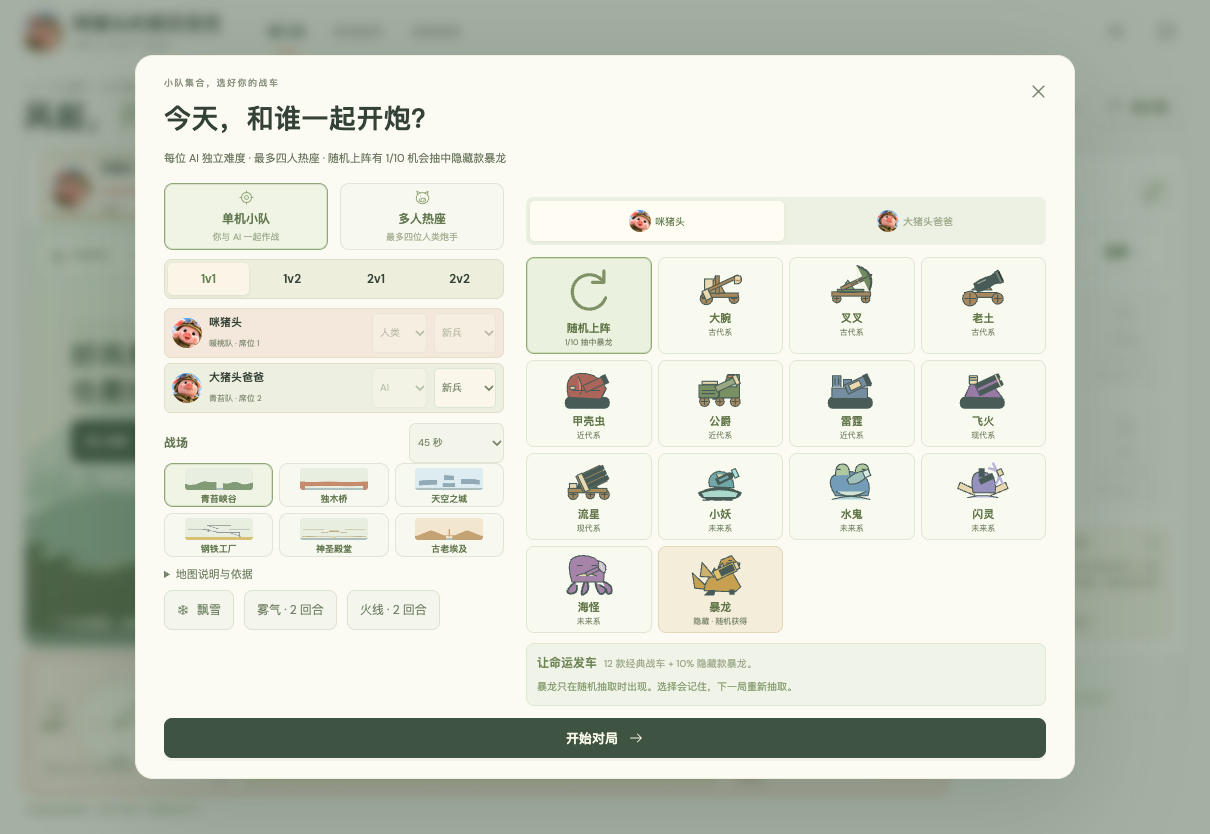 小队集合，选好你的战车
今天，和谁一起开炮?
每位 AI 独立难度 · 最多四人热座 · 随机上阵有 1/10 机会抽中隐藏款暴龙
单机小队
你与 AI 一起作战
多人热座
最多四位人类炮手
1v1
1v2
2v1
2v2
咪猪头
暖桃队 · 席位 1
人类
新兵
大猪头爸爸
青苔队 · 席位 2
AI
新兵
战场
45 秒
青苔峡谷
独木桥
天空之城
钢铁工厂
神圣殿堂
古老埃及
地图说明与依据
飘雪
雾气 · 2 回合
火线 · 2 回合
咪猪头
大猪头爸爸
随机上阵
1/10 抽中暴龙
大腕
古代系
叉叉
古代系
老土
古代系
甲壳虫
近代系
公爵
近代系
雷霆
近代系
飞火
现代系
流星
现代系
小妖
未来系
水鬼
未来系
闪灵
未来系
海怪
未来系
暴龙
隐藏 · 随机获得
让命运发车 12 款经典战车 + 10% 隐藏款暴龙。
暴龙只在随机抽取时出现。选择会记住，下一局重新抽取。
开始对局 →